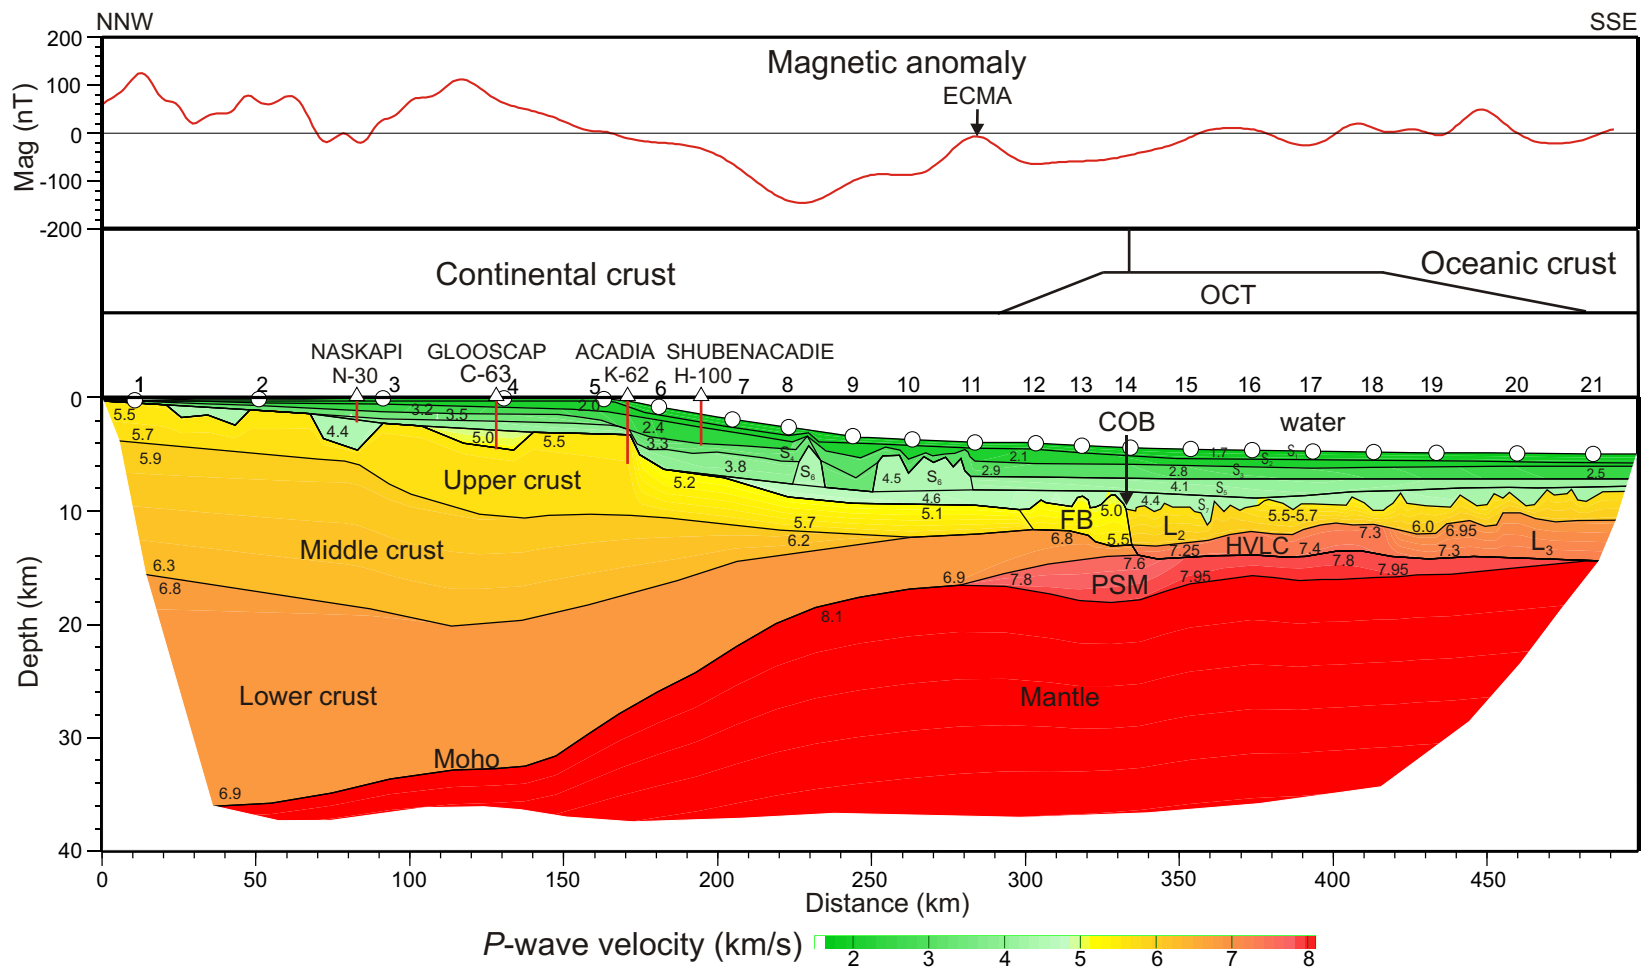 NNW SSE
200
100
0
-100
-200
Mag (nT)
Magnetic anomaly
ECMA
Continental crust
Oceanic crust
OCT
NASKAPI GLOOSCAP ACADIA SHUBENACADIE
N-30 C-63 K-62 H-100
1 2 3 4 5 6 7 8 9 10 11 12 13 14 15 16 17 18 19 20 21
0
10
20
30
40
Depth (km)
COB water
5.5 3.2 3.5 2.0 2.4 3.3 3.8
5.7 4.4 5.0 5.5
5.9
S4 S6 4.5 S6 2.1 2.9 1.7 S1 S2 S3 2.8 4.1 S5 2.5
Upper crust
5.2 4.6 5.1 4.4 S7
5.0 FB L2 5.5-5.7 6.0 6.95
5.7
6.2 6.8 5.5 7.25 HVLC 7.4 7.3 7.3 L3
Middle crust
6.3
6.8
6.9 7.8 7.6 PSM 7.95 7.8 7.95
8.1
Lower crust
Mantle
Moho
6.9
0 50 100 150 200 250 300 350 400 450
Distance (km)
P-wave velocity (km/s)
2 3 4 5 6 7 8